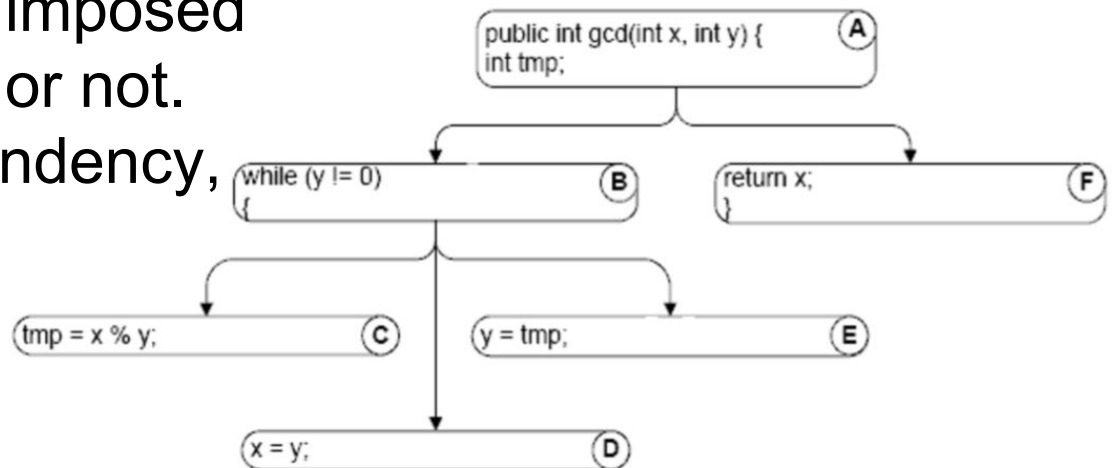 imposed
or not.
ndency,
public int gcd(int x, int y) {
int tmp;
A
while (y != 0)
{
B
return x;
}
F
tmp = x % y;
C
y = tmp;
E
x = y;
D